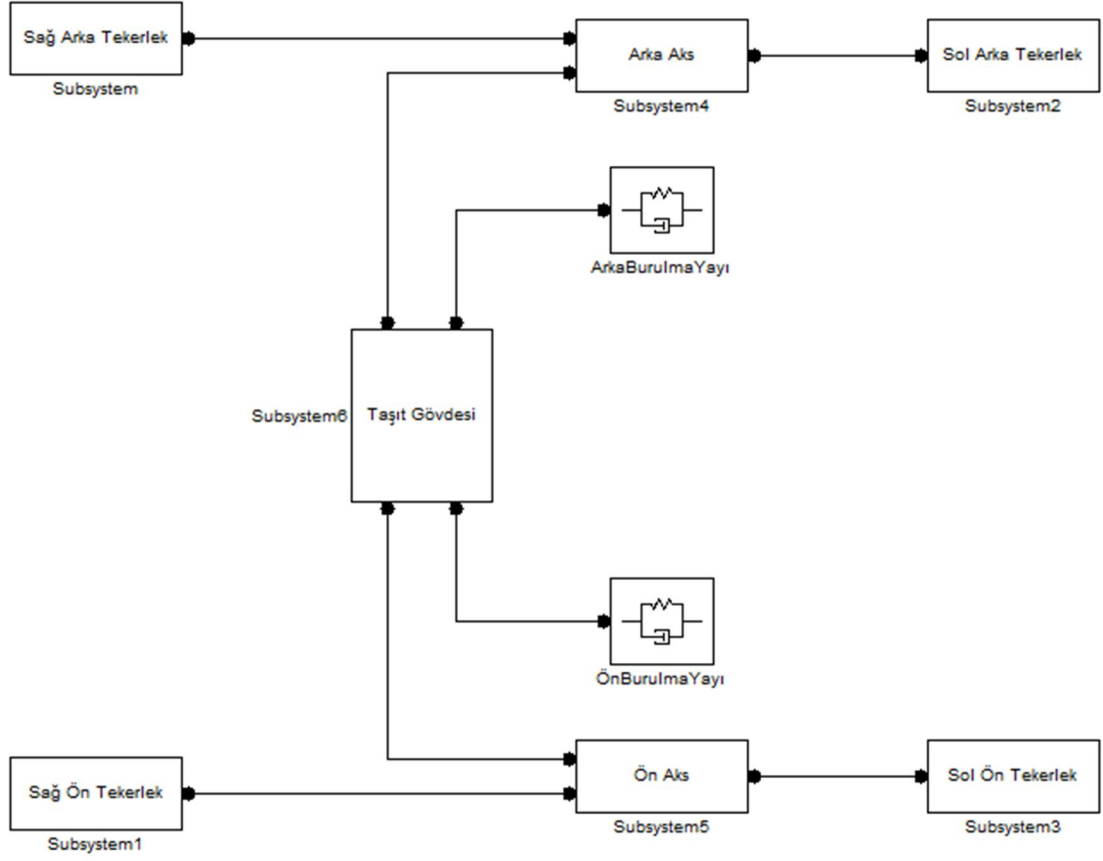 Sağ Arka Tekerlek
Subsystem
Arka Aks
Subsystem4
Sol Arka Tekerlek
Subsystem2
ArkaBurulmaYayı
Subsystem6
Taşıt Gövdesi
ÖnBurulmaYayı
Sağ Ön Tekerlek
Subsystem1
Ön Aks
Subsystem5
Sol Ön Tekerlek
Subsystem3